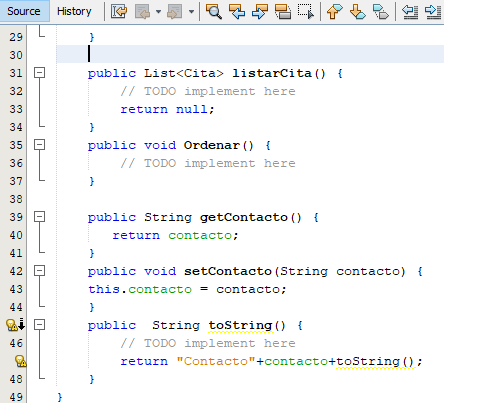 Source History
29 }
30
31 public List<Cita> listarCita() {
32 // TODO implement here
33 return null;
34 }
35 public void Ordenar() {
36 // TODO implement here
37 }
38
39 public String getContacto() {
40 return contacto;
41 }
42 public void setContacto(String contacto) {
43 this.contacto = contacto;
44 }
public  String toString() {
46 // TODO implement here
return "Contacto"+contacto+toString();
48 }
49 }